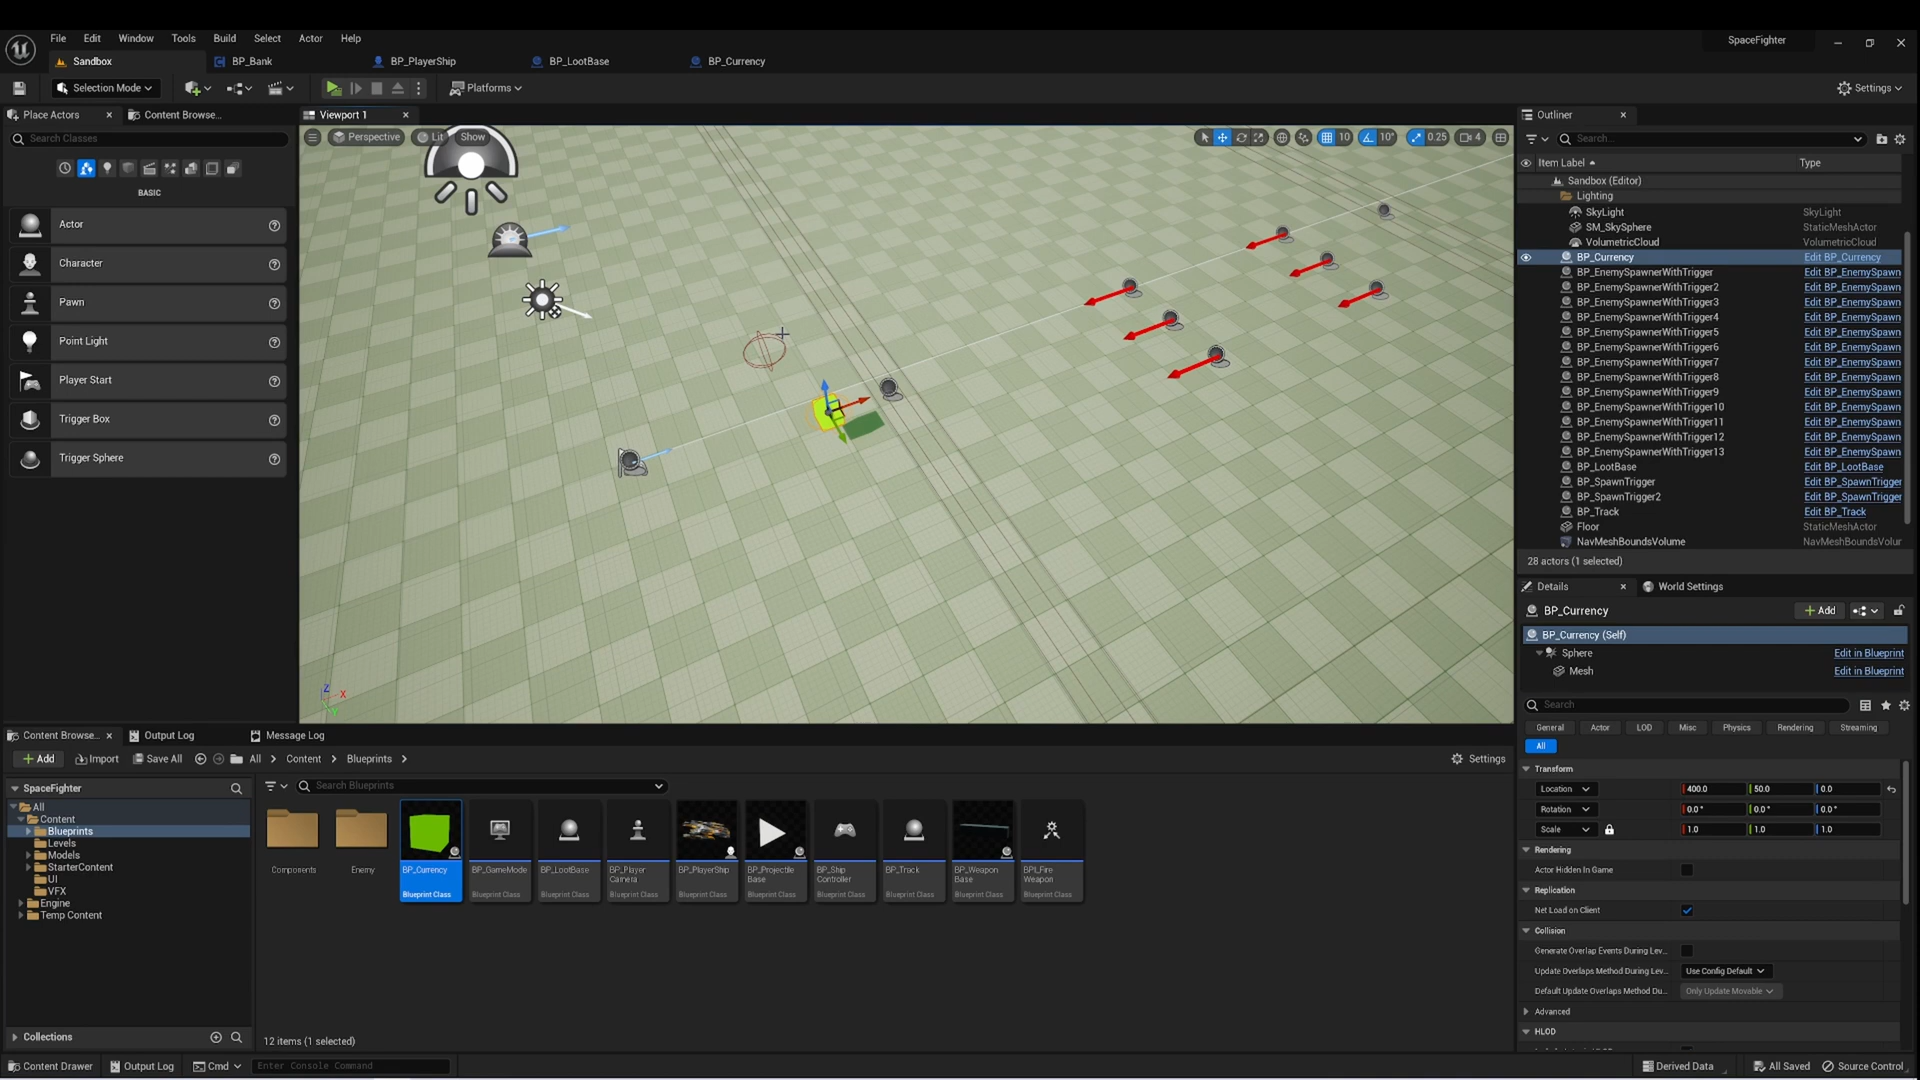 File Edit Window Tools Build Select Actor Help
SpaceFighter
Sandbox BP_Bank BP_PlayerShip BP_LootBase BP_Currency
Selection Mode Platforms Settings
Place Actors Content Browse...
Search Classes
BASIC
Actor
Character
Pawn
Point Light
Player Start
Trigger Box
Trigger Sphere
Viewport 1
Perspective Lit Show
10 10° 0.25 4
Z X Y
Outliner
Search...
Item Label Type
Sandbox (Editor)
Lighting
SkyLight SkyLight
SM_SkySphere StaticMeshActor
VolumetricCloud VolumetricCloud
BP_Currency Edit BP_Currency
BP_EnemySpawnerWithTrigger Edit BP_EnemySpawn
BP_EnemySpawnerWithTrigger2 Edit BP_EnemySpawn
BP_EnemySpawnerWithTrigger3 Edit BP_EnemySpawn
BP_EnemySpawnerWithTrigger4 Edit BP_EnemySpawn
BP_EnemySpawnerWithTrigger5 Edit BP_EnemySpawn
BP_EnemySpawnerWithTrigger6 Edit BP_EnemySpawn
BP_EnemySpawnerWithTrigger7 Edit BP_EnemySpawn
BP_EnemySpawnerWithTrigger8 Edit BP_EnemySpawn
BP_EnemySpawnerWithTrigger9 Edit BP_EnemySpawn
BP_EnemySpawnerWithTrigger10 Edit BP_EnemySpawn
BP_EnemySpawnerWithTrigger11 Edit BP_EnemySpawn
BP_EnemySpawnerWithTrigger12 Edit BP_EnemySpawn
BP_EnemySpawnerWithTrigger13 Edit BP_EnemySpawn
BP_LootBase Edit BP_LootBase
BP_SpawnTrigger Edit BP_SpawnTrigger
BP_SpawnTrigger2 Edit BP_SpawnTrigger
BP_Track Edit BP_Track
Floor StaticMeshActor
NavMeshBoundsVolume NavMeshBoundsVolur
28 actors (1 selected)
Details World Settings
BP_Currency Add
BP_Currency (Self)
Sphere Edit in Blueprint
Mesh Edit in Blueprint
Search
General Actor LOD Misc Physics Rendering Streaming
All
Transform
Location 400.0 50.0 0.0
Rotation 0.0° 0.0° 0.0°
Scale 1.0 1.0 1.0
Rendering
Actor Hidden In Game
Replication
Net Load on Client
Collision
Generate Overlap Events During Lev...
Update Overlaps Method During Lev... Use Config Default
Default Update Overlaps Method Du... Only Update Movable
Advanced
HLOD
Content Browse... Output Log Message Log
Add Import Save All All Content Blueprints Settings
SpaceFighter
All
Content
Blueprints
Levels
Models
StarterContent
UI
VFX
Engine
Temp Content
Collections
Search Blueprints
Components
Enemy
BP_Currency
Blueprint Class
BP_GameMode
Blueprint Class
BP_LootBase
Blueprint Class
BP_Player
Camera
Blueprint Class
BP_PlayerShip
Blueprint Class
BP_Projectile
Base
Blueprint Class
BP_Ship
Controller
Blueprint Class
BP_Track
Blueprint Class
BP_Weapon
Base
Blueprint Class
BPI_Fire
Weapon
Blueprint Class
12 items (1 selected)
Content Drawer Output Log Cmd Enter Console Command Derived Data All Saved Source Control